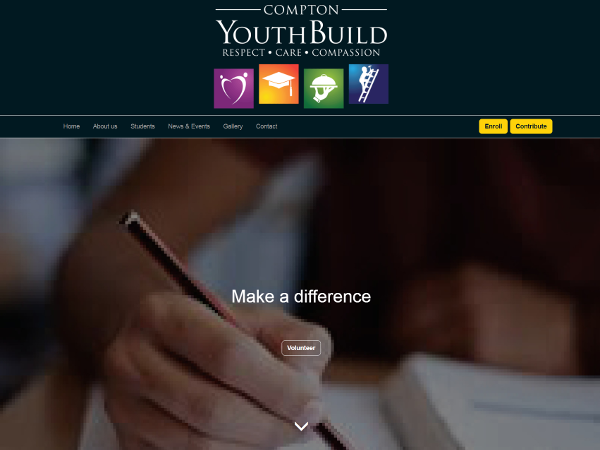 COMPTON
YOUTHBUILD
RESPECT • CARE • COMPASSION
Home About us Students News & Events Gallery Contact Enroll Contribute
Make a difference
Volunteer